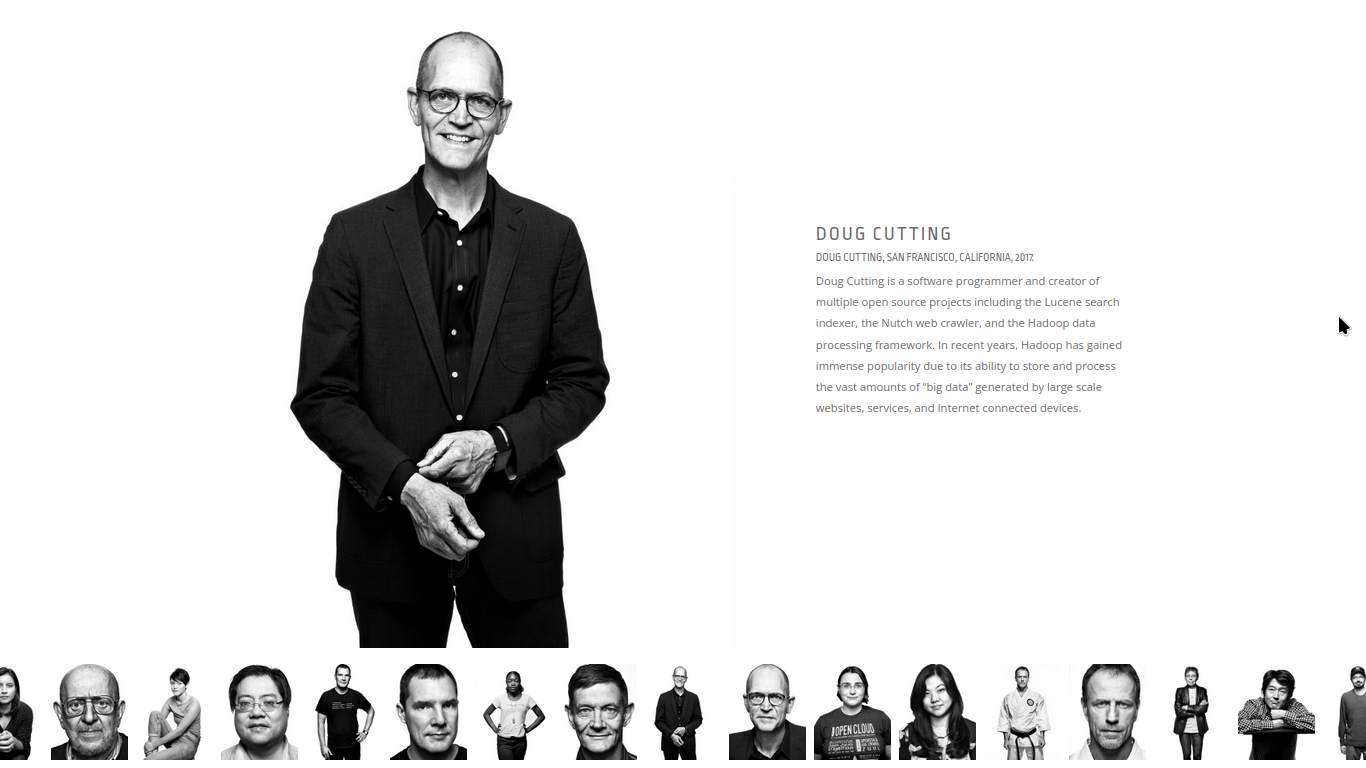 DOUG CUTTING
DOUG CUTTING, SAN FRANCISCO, CALIFORNIA, 2017.
Doug Cutting is a software programmer and creator of
multiple open source projects including the Lucene search
indexer, the Nutch web crawler, and the Hadoop data
processing framework. In recent years, Hadoop has gained
immense popularity due to its ability to store and process
the vast amounts of “big data” generated by large scale
websites, services, and Internet connected devices.
OPEN CLOUD